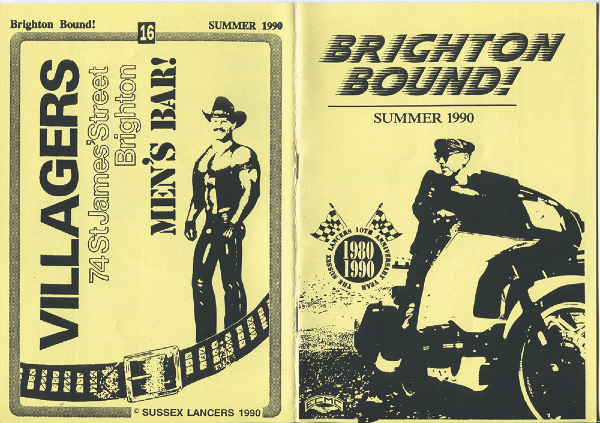 Brighton Bound!
SUMMER 1990
16
VILLAGERS
74 St James' Street
Brighton
MEN'S BAR!
© SUSSEX LANCERS 1990
BRIGHTON
BOUND!
SUMMER 1990
THE SUSSEX LANCERS 10TH ANNIVERSARY YEAR
1980
1990